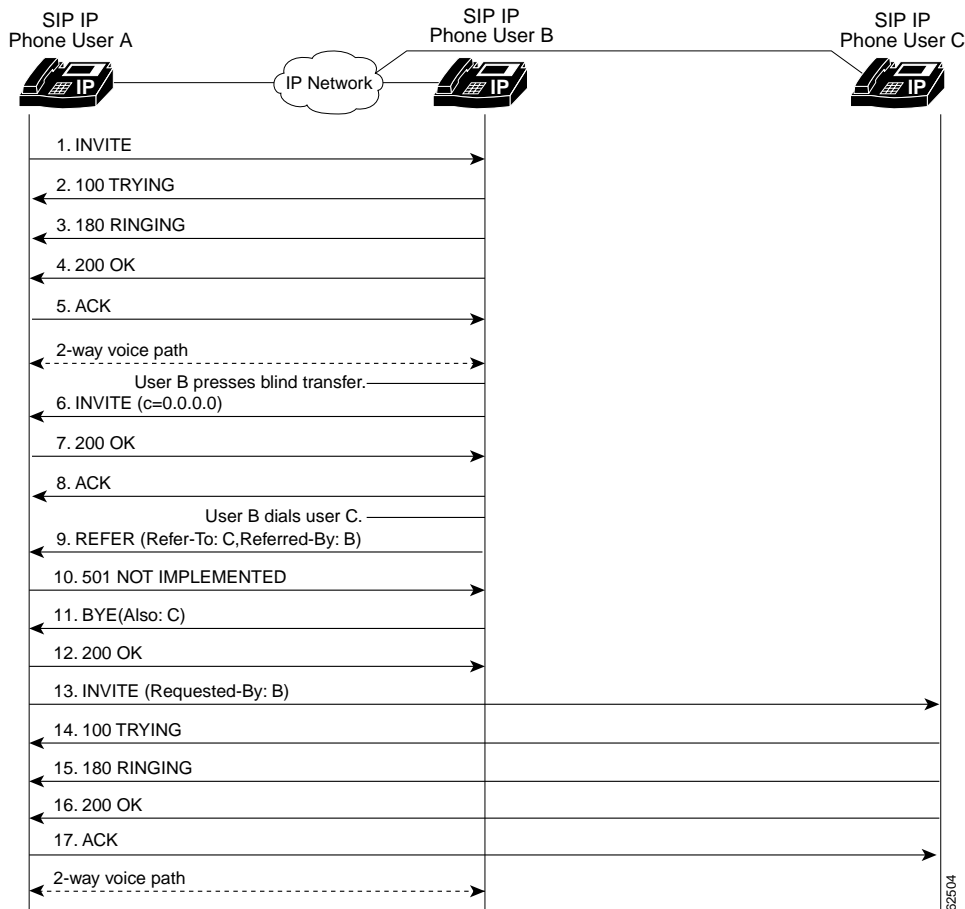 SIP IP
Phone User A
SIP IP
Phone User B
SIP IP
Phone User C
IP
IP Network
IP
IP
1. INVITE
2. 100 TRYING
3. 180 RINGING
4. 200 OK
5. ACK
2-way voice path
User B presses blind transfer.
6. INVITE (c=0.0.0.0)
7. 200 OK
8. ACK
User B dials user C.
9. REFER (Refer-To: C,Referred-By: B)
10. 501 NOT IMPLEMENTED
11. BYE(Also: C)
12. 200 OK
13. INVITE (Requested-By: B)
14. 100 TRYING
15. 180 RINGING
16. 200 OK
17. ACK
2-way voice path
62504